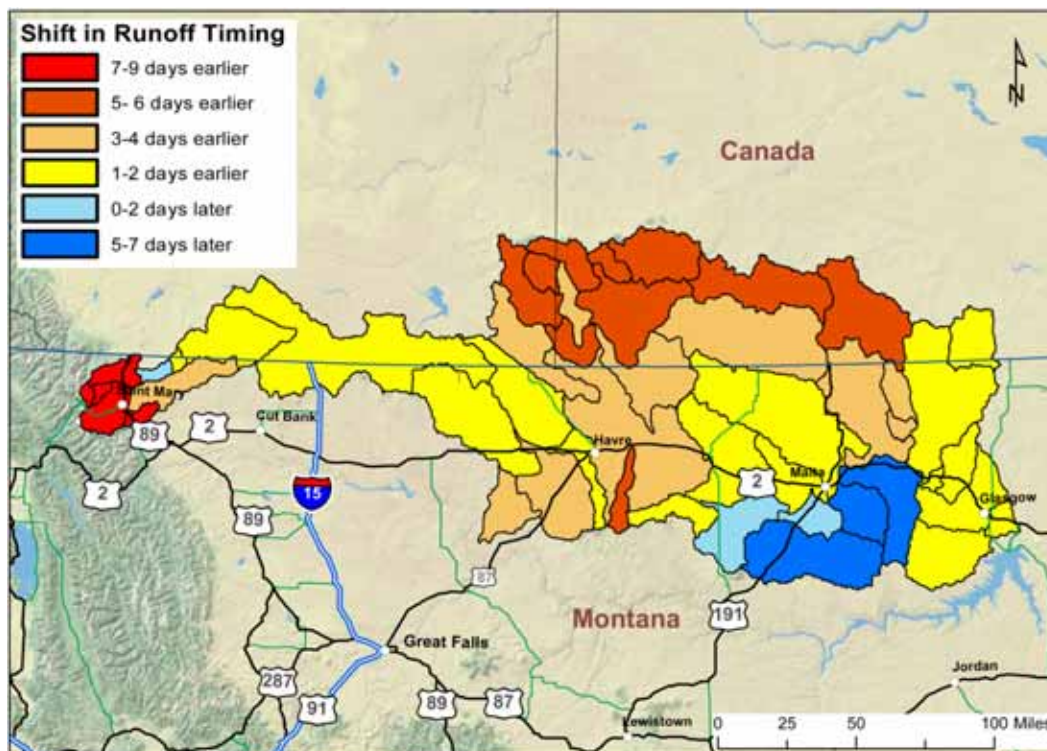 Shift in Runoff Timing
7-9 days earlier
5- 6 days earlier
3-4 days earlier
1-2 days earlier
0-2 days later
5-7 days later
N
Canada
int Mary
89
2
Cut Bank
2
89
15
Havre
2
Malta
Glasgow
87
Montana
191
Great Falls
287
91
89
87
Lewistown
Jordan
0 25 50 100 Miles